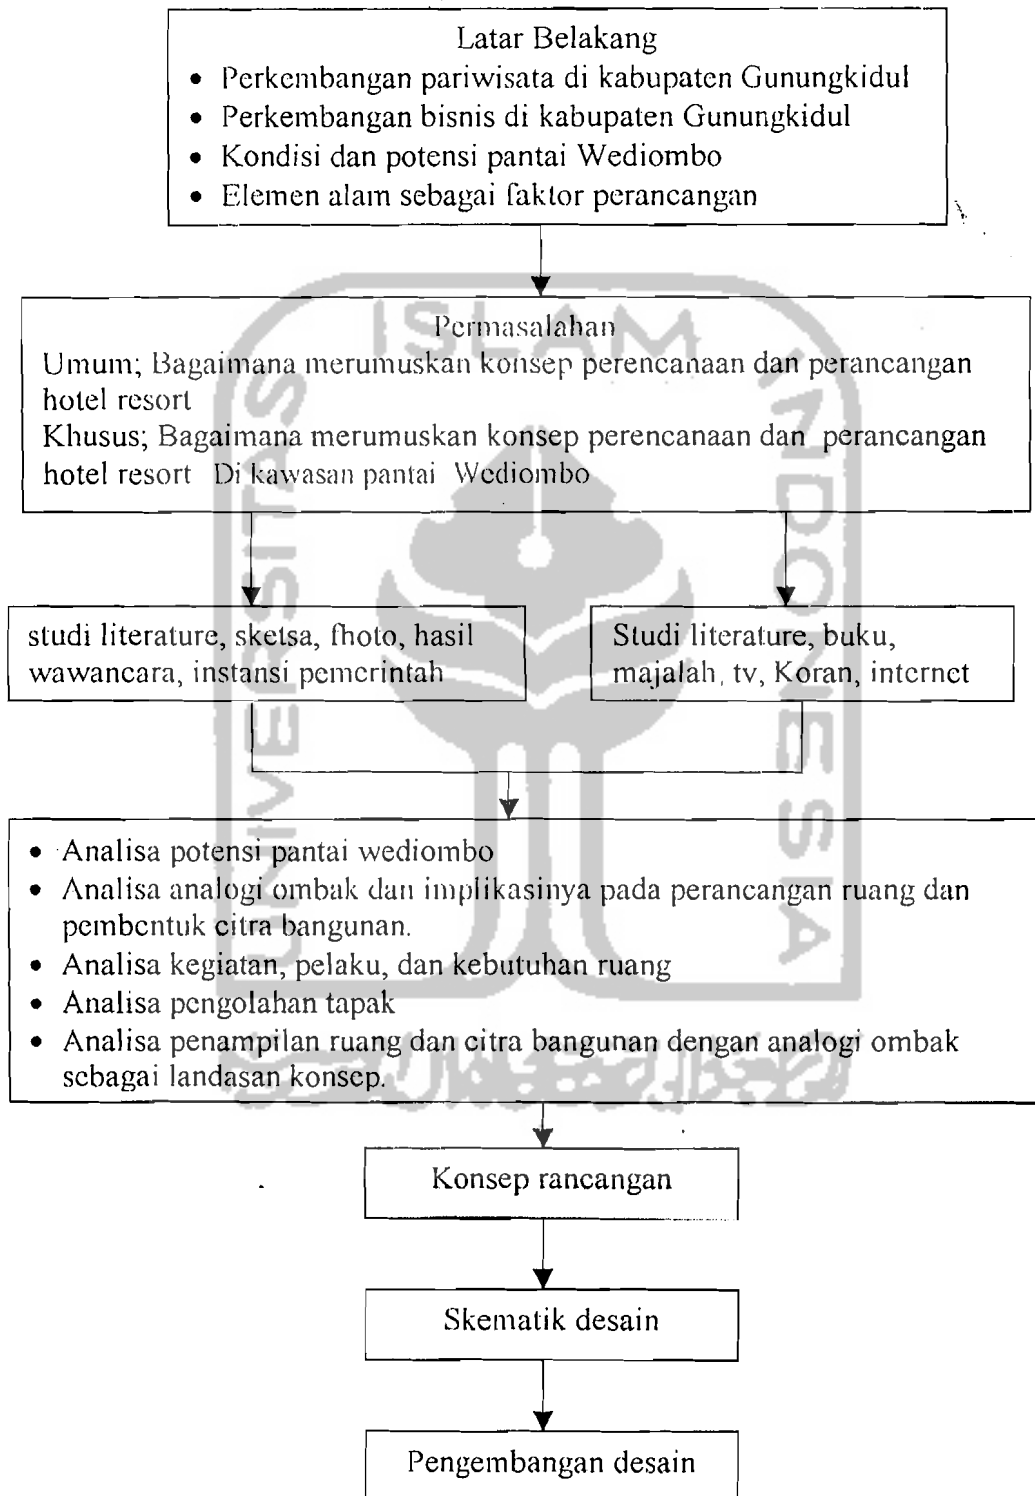 Latar Belakang
• Perkembangan pariwisata di kabupaten Gunungkidul
• Perkembangan bisnis di kabupaten Gunungkidul
• Kondisi dan potensi pantai Wediombo
• Elemen alam sebagai faktor perancangan
Permasalahan
Umum; Bagaimana merumuskan konsep perencanaan dan perancangan
hotel resort
Khusus; Bagaimana merumuskan konsep perencanaan dan perancangan
hotel resort Di kawasan pantai Wediombo
studi literature, sketsa, fhoto, hasil
wawancara, instansi pemerintah
Studi literature, buku,
majalah, tv, Koran, internet
• Analisa potensi pantai wediombo
• Analisa analogi ombak dan implikasinya pada perancangan ruang dan
pembentuk citra bangunan.
• Analisa kegiatan, pelaku, dan kebutuhan ruang
• Analisa pengolahan tapak
• Analisa penampilan ruang dan citra bangunan dengan analogi ombak
sebagai landasan konsep.
Konsep rancangan
Skematik desain
Pengembangan desain
UNIVERSITAS
ISLAM
INDONESIA